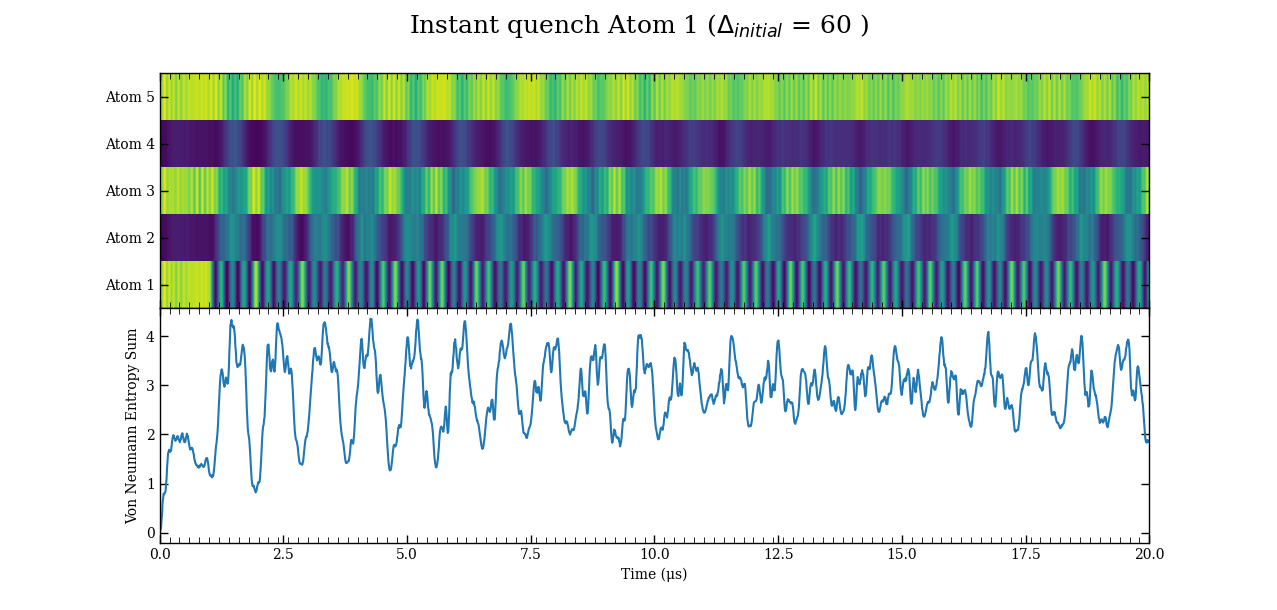 Instant quench Atom 1 (Δinitial = 60 )
Atom 5
Atom 4
Atom 3
Atom 2
Atom 1
Von Neumann Entropy Sum
4
3
2
1
0
0.0 2.5 5.0 7.5 10.0 12.5 15.0 17.5 20.0
Time (μs)